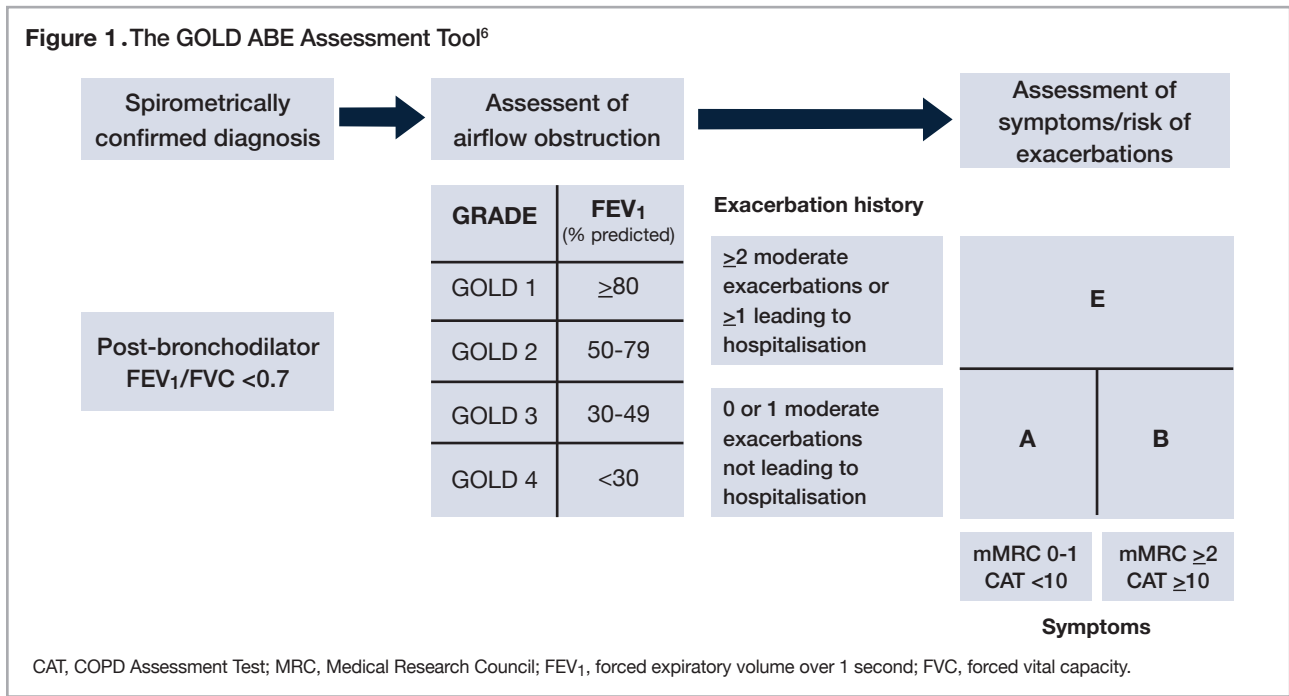 Figure 1.The GOLD ABE Assessment Tool6
Spirometrically
confirmed diagnosis
Assessent of
airflow obstruction
Assessment of
symptoms/risk of
exacerbations
Post-bronchodilator
FEV1/FVC <0.7
GRADE FEV1
(% predicted)
GOLD 1 ≥80
GOLD 2 50-79
GOLD 3 30-49
GOLD 4 <30
Exacerbation history
≥2 moderate
exacerbations or
≥1 leading to
hospitalisation
0 or 1 moderate
exacerbations
not leading to
hospitalisation
E
A B
mMRC 0-1
CAT <10
mMRC ≥2
CAT ≥10
Symptoms
CAT, COPD Assessment Test; MRC, Medical Research Council; FEV1, forced expiratory volume over 1 second; FVC, forced vital capacity.